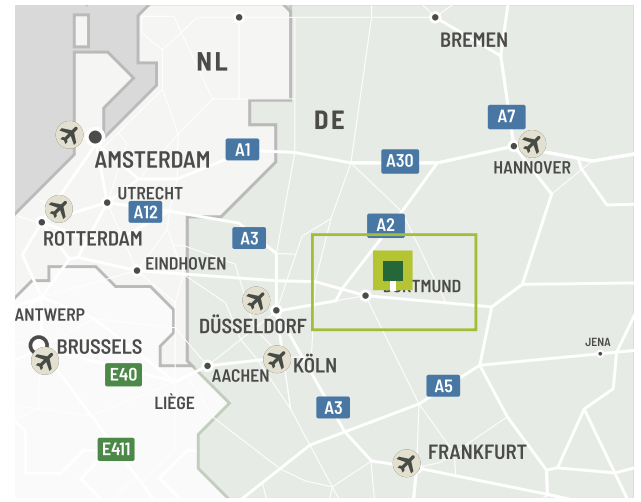 BREMEN
NL
A7
DE
A1
A30
AMSTERDAM
HANNOVER
UTRECHT
A12
A2
ROTTERDAM
A3
EINDHOVEN
DORTMUND
ANTWERP
DÜSSELDORF
BRUSSELS
JENA
KÖLN
E40
AACHEN
A5
LIÈGE
A3
E411
FRANKFURT